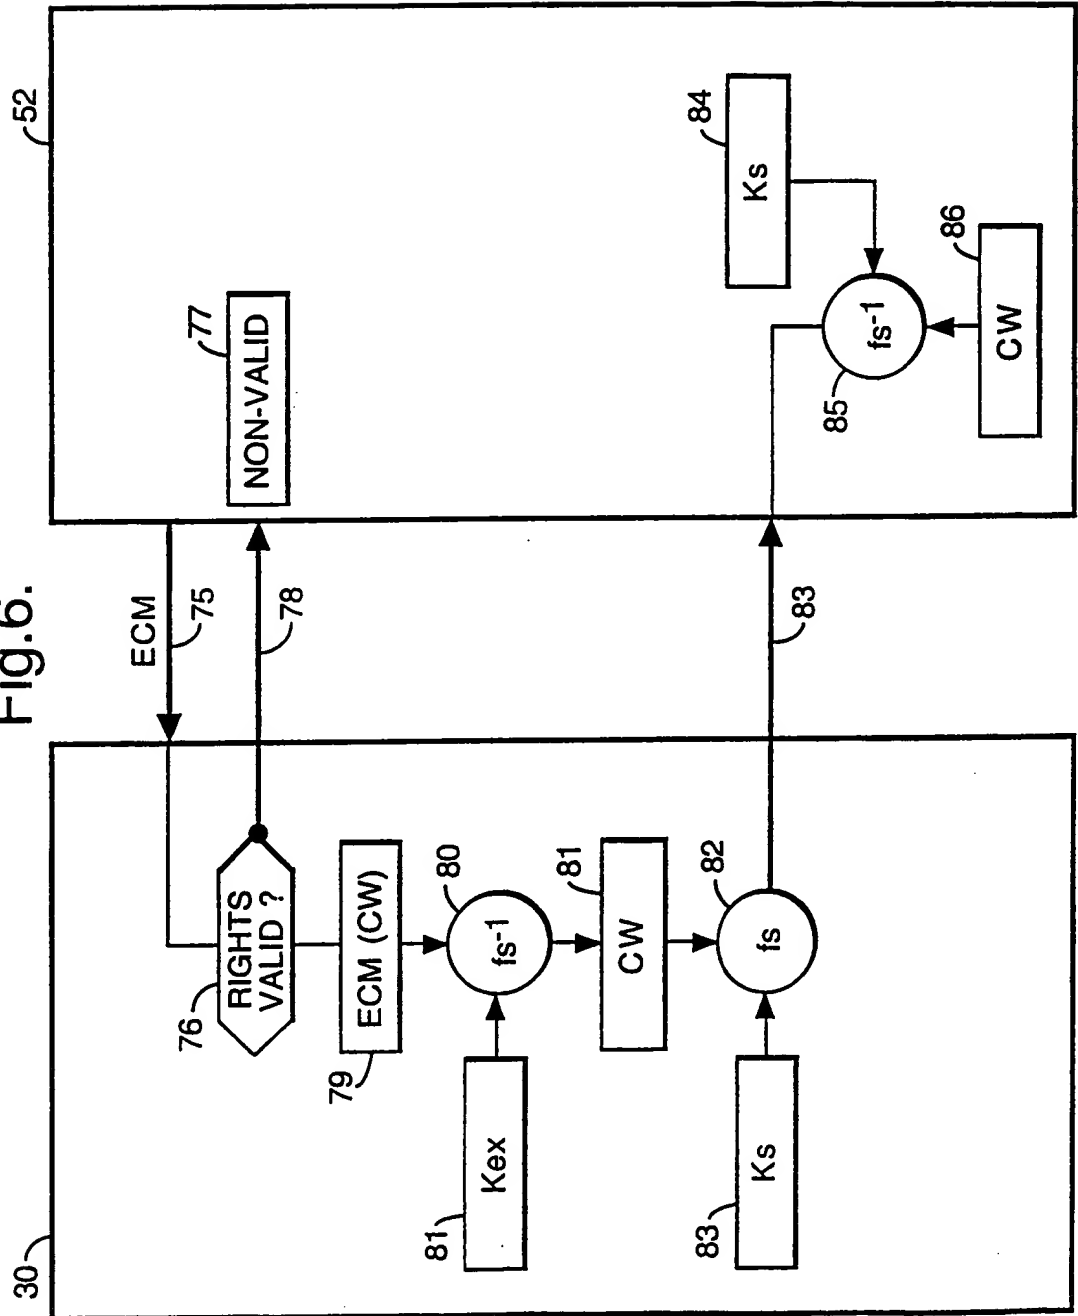 Fig.6.
30
52
ECM
75
76
RIGHTS
VALID ?
78
77
NON-VALID
79
ECM (CW)
81
Kex
80
fs-1
81
CW
83
Ks
82
fs
83
84
Ks
85
fs-1
86
CW